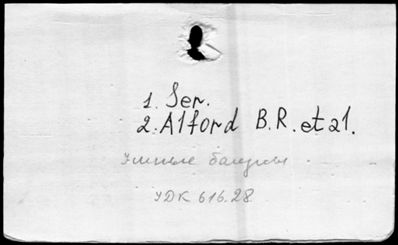 1. Ser.
2. Alford B.R. et al.
Ушные болезни
УДК 616.28